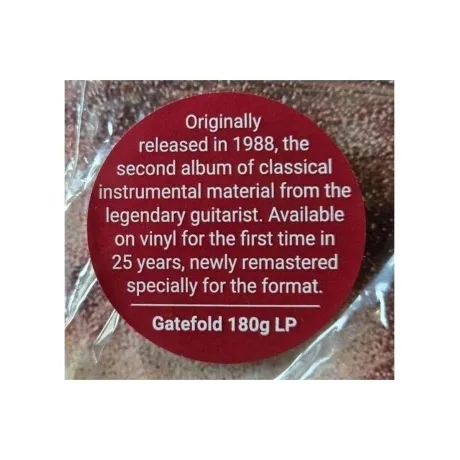 Originally
released in 1988, the
second album of classical
instrumental material from the
legendary guitarist. Available
on vinyl for the first time in
25 years, newly remastered
specially for the format.
Gatefold 180g LP